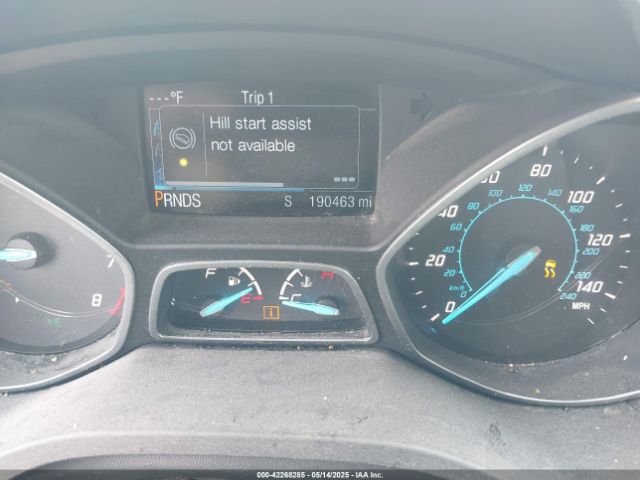 ---°F Trip 1
Hill start assist
not available
PRNDS S 190463 mi
7
8
F E
C H
i
0 20 40 60 80 100 120 140
0 20 40 60 80 100 120 140 160 180 200 220 240
km/h
MPH
000-42268285 - 05/14/2025 - IAA Inc.